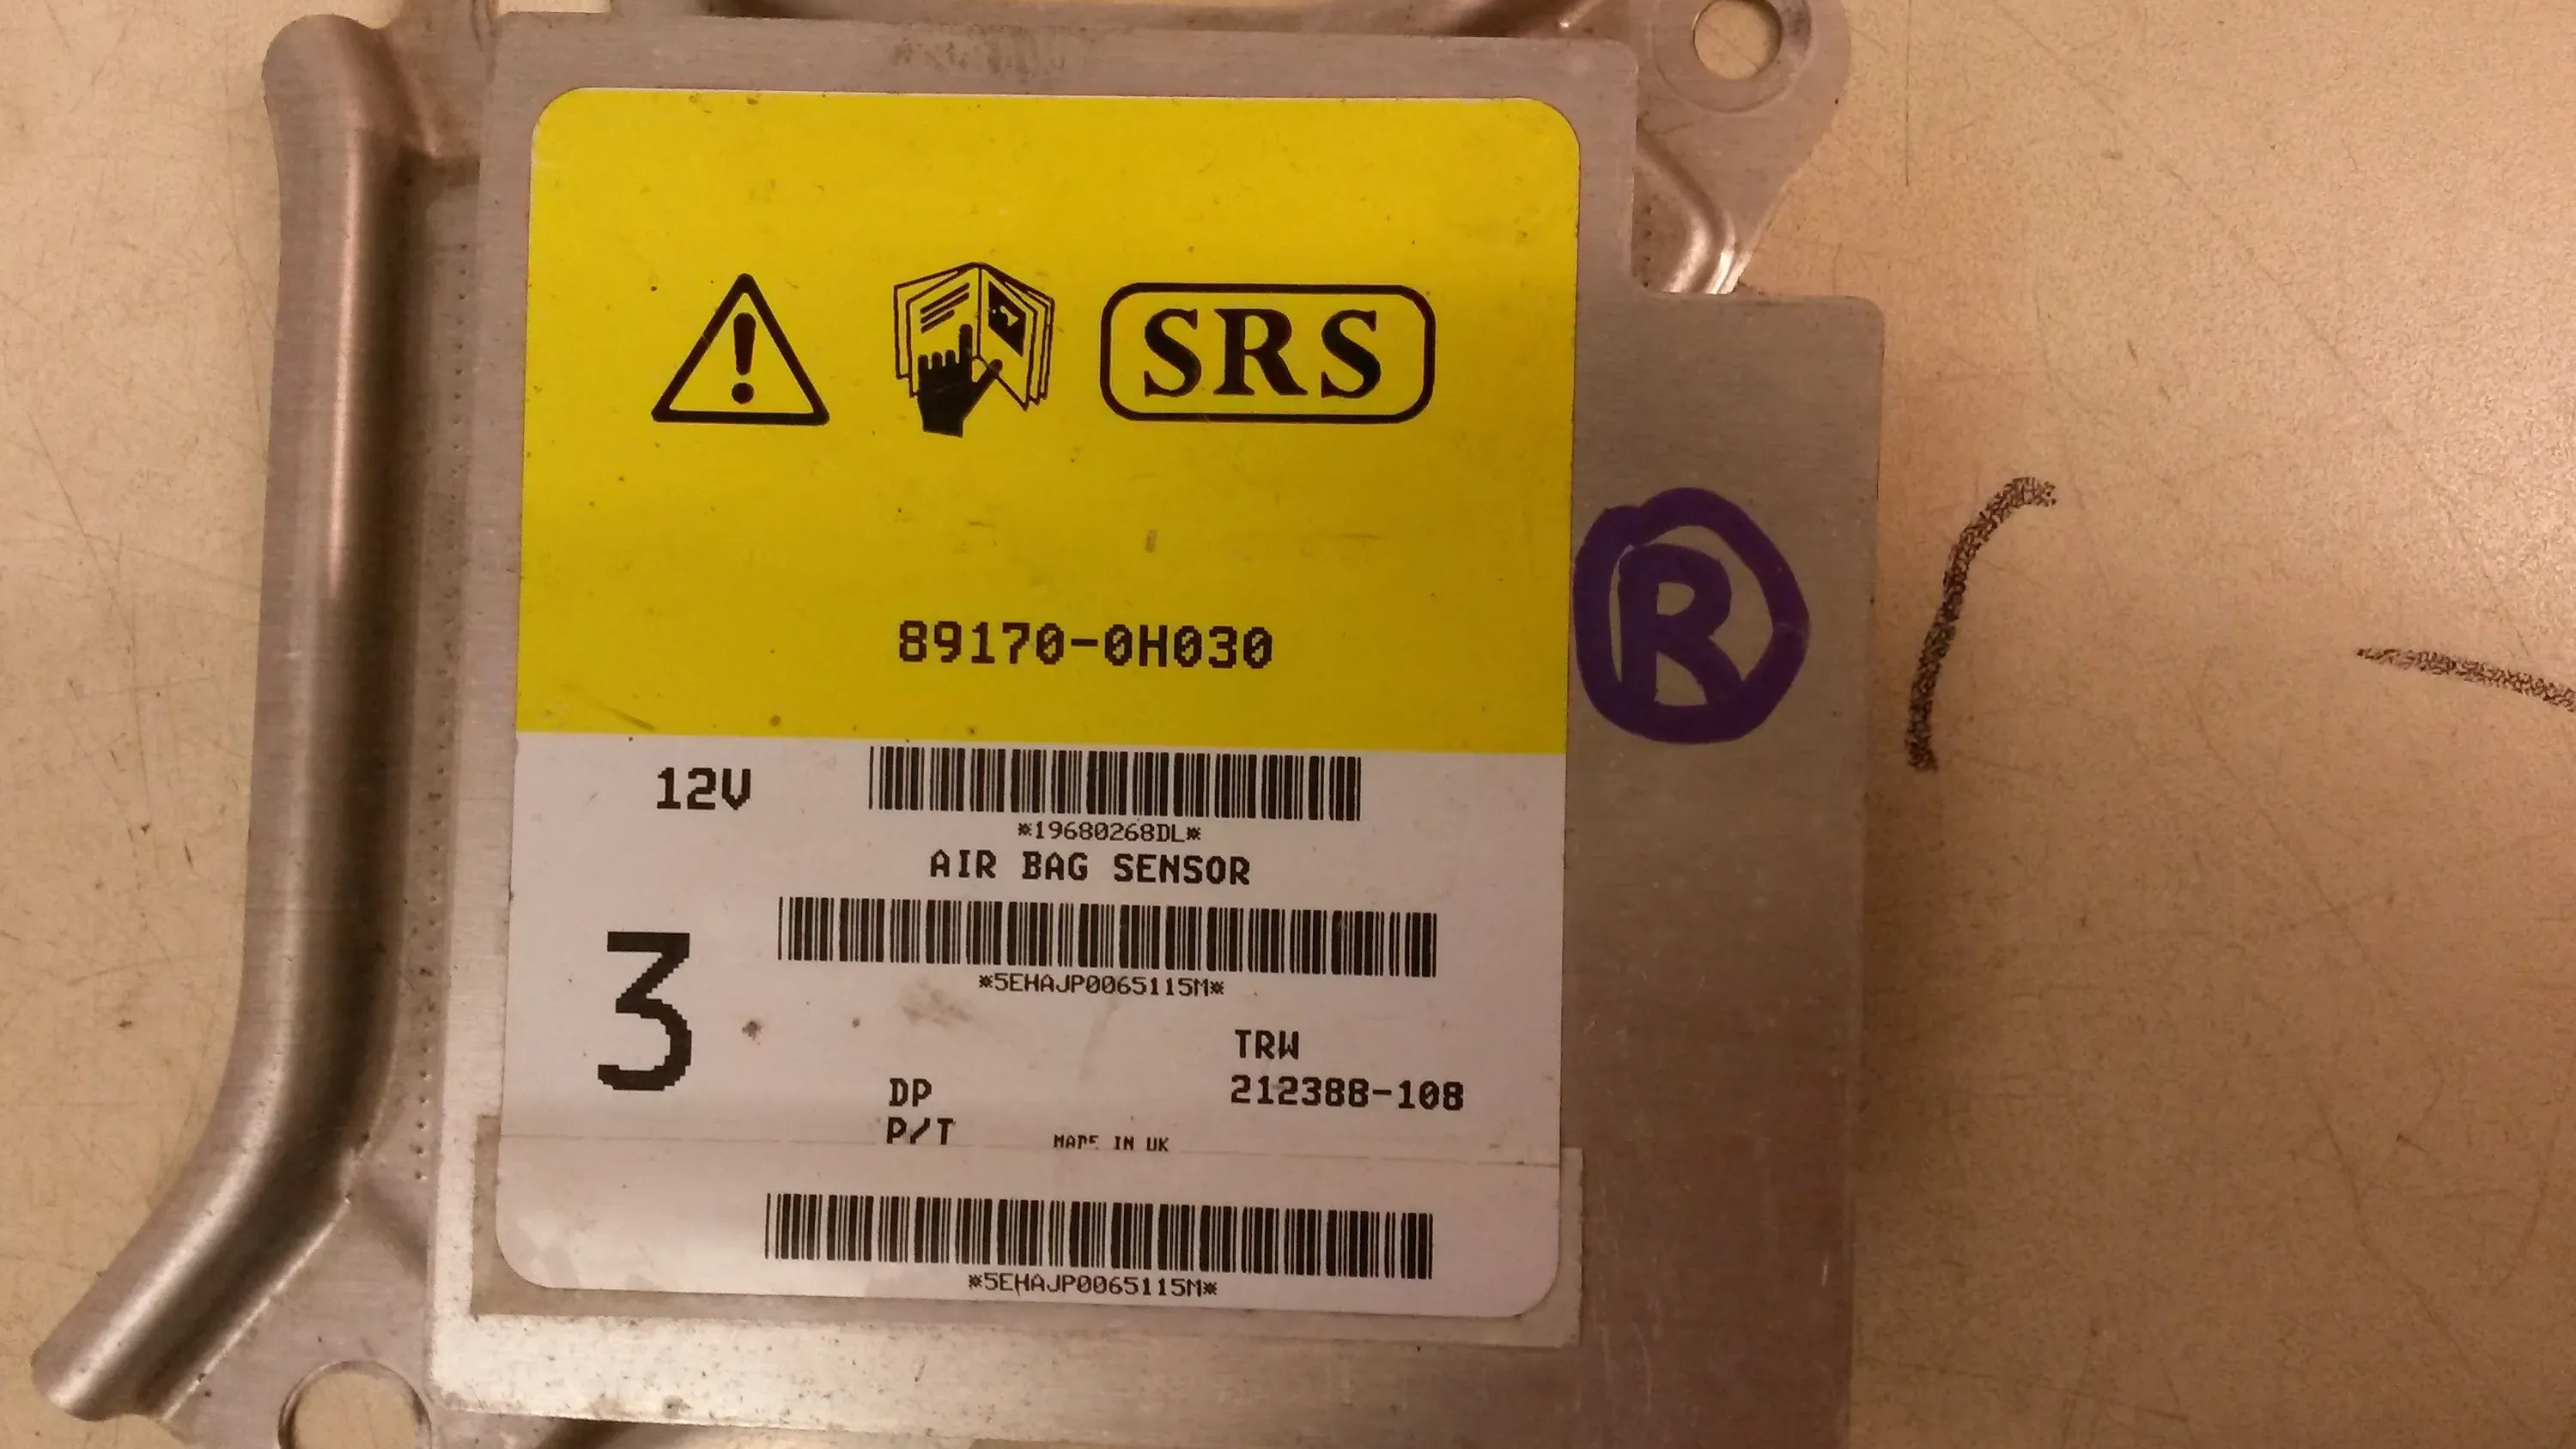 SRS
89170-0H030
R
12V
*19680268DL*
AIR BAG SENSOR
*5EHAJP0065115M*
3
TRW
DP
212388-108
P/T
MADE IN UK
*5EHAJP0065115M*